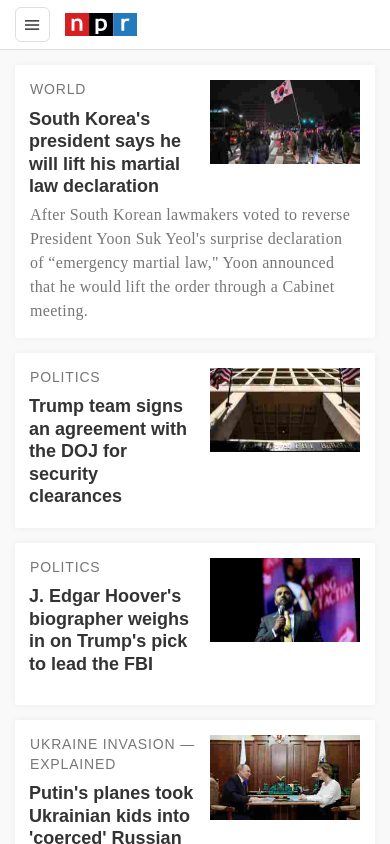 npr
WORLD
South Korea's
president says he
will lift his martial
law declaration
After South Korean lawmakers voted to reverse
President Yoon Suk Yeol's surprise declaration
of “emergency martial law," Yoon announced
that he would lift the order through a Cabinet
meeting.
POLITICS
Trump team signs
an agreement with
the DOJ for
security
clearances
POLITICS
J. Edgar Hoover's
biographer weighs
in on Trump's pick
to lead the FBI
UKRAINE INVASION —
EXPLAINED
Putin's planes took
Ukrainian kids into
'coerced' Russian